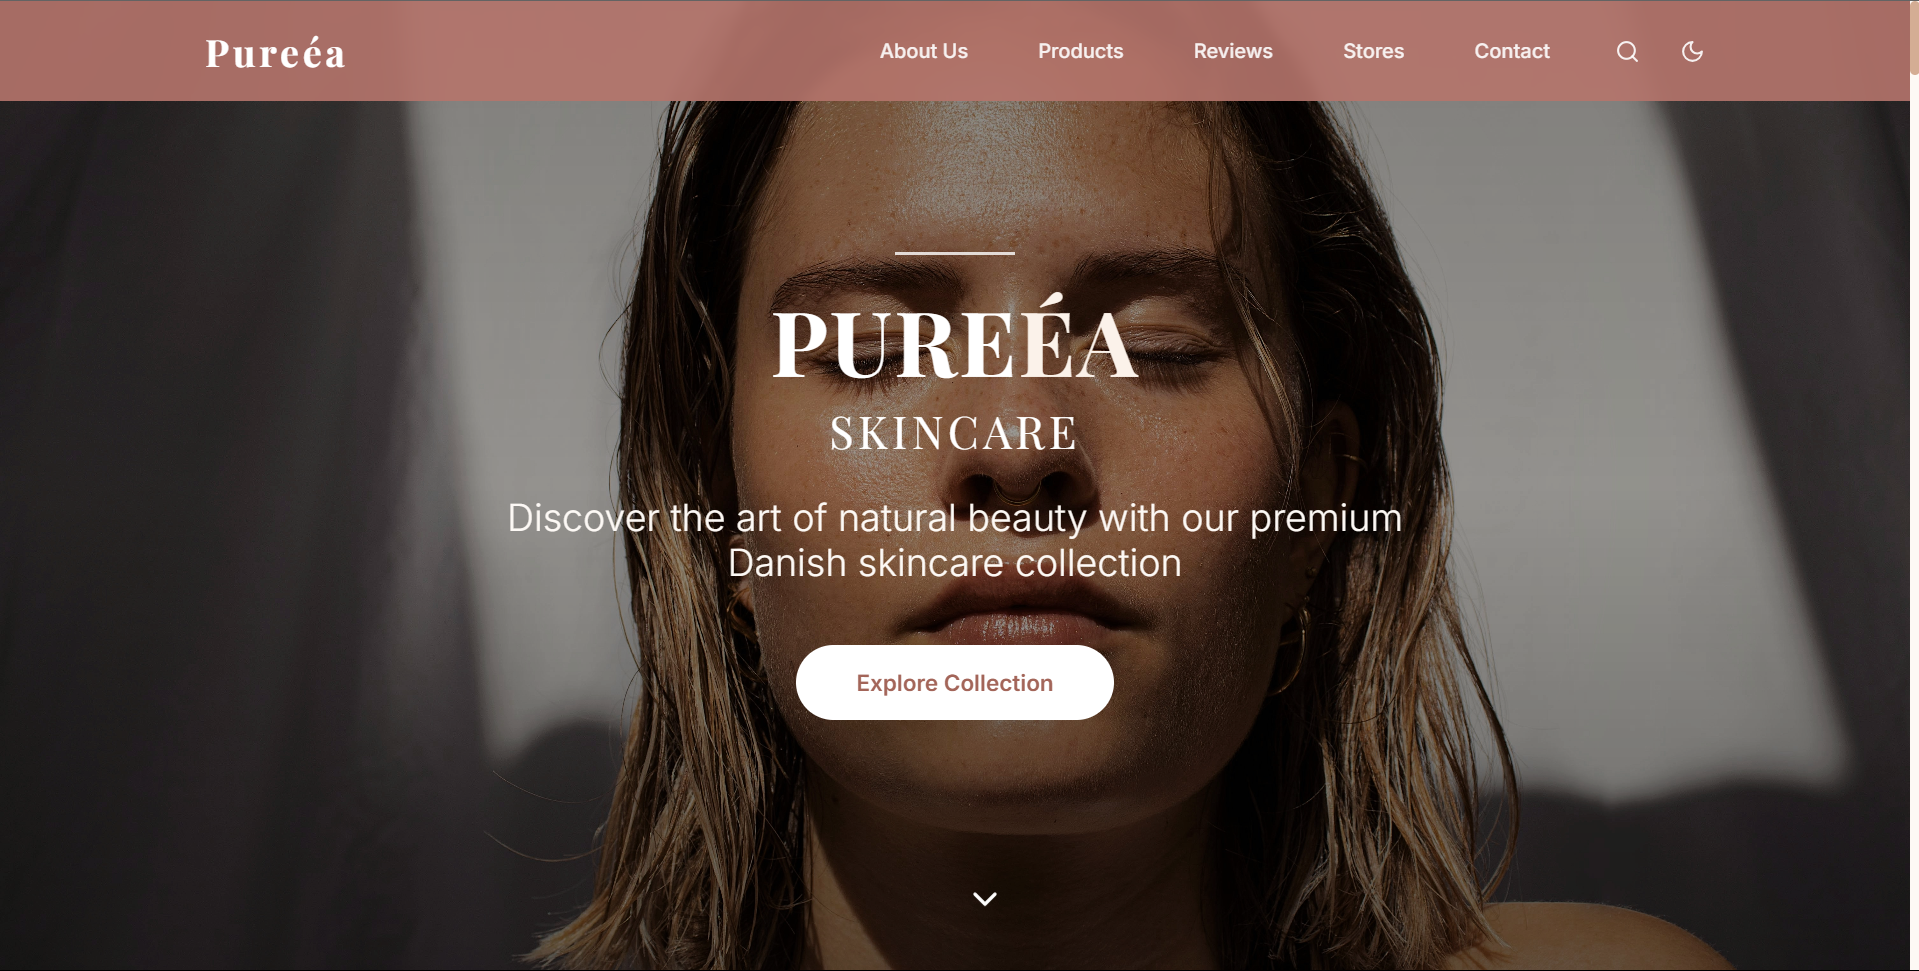 Pureéa
About Us
Products
Reviews
Stores
Contact
PUREÉA
SKINCARE
Discover the art of natural beauty with our premium
Danish skincare collection
Explore Collection